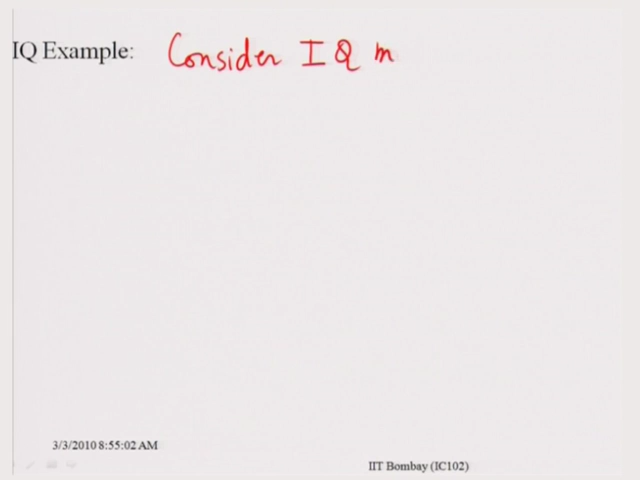 IQ Example: Consider IQ m
3/3/2010 8:55:02 AM
IIT Bombay (IC102)